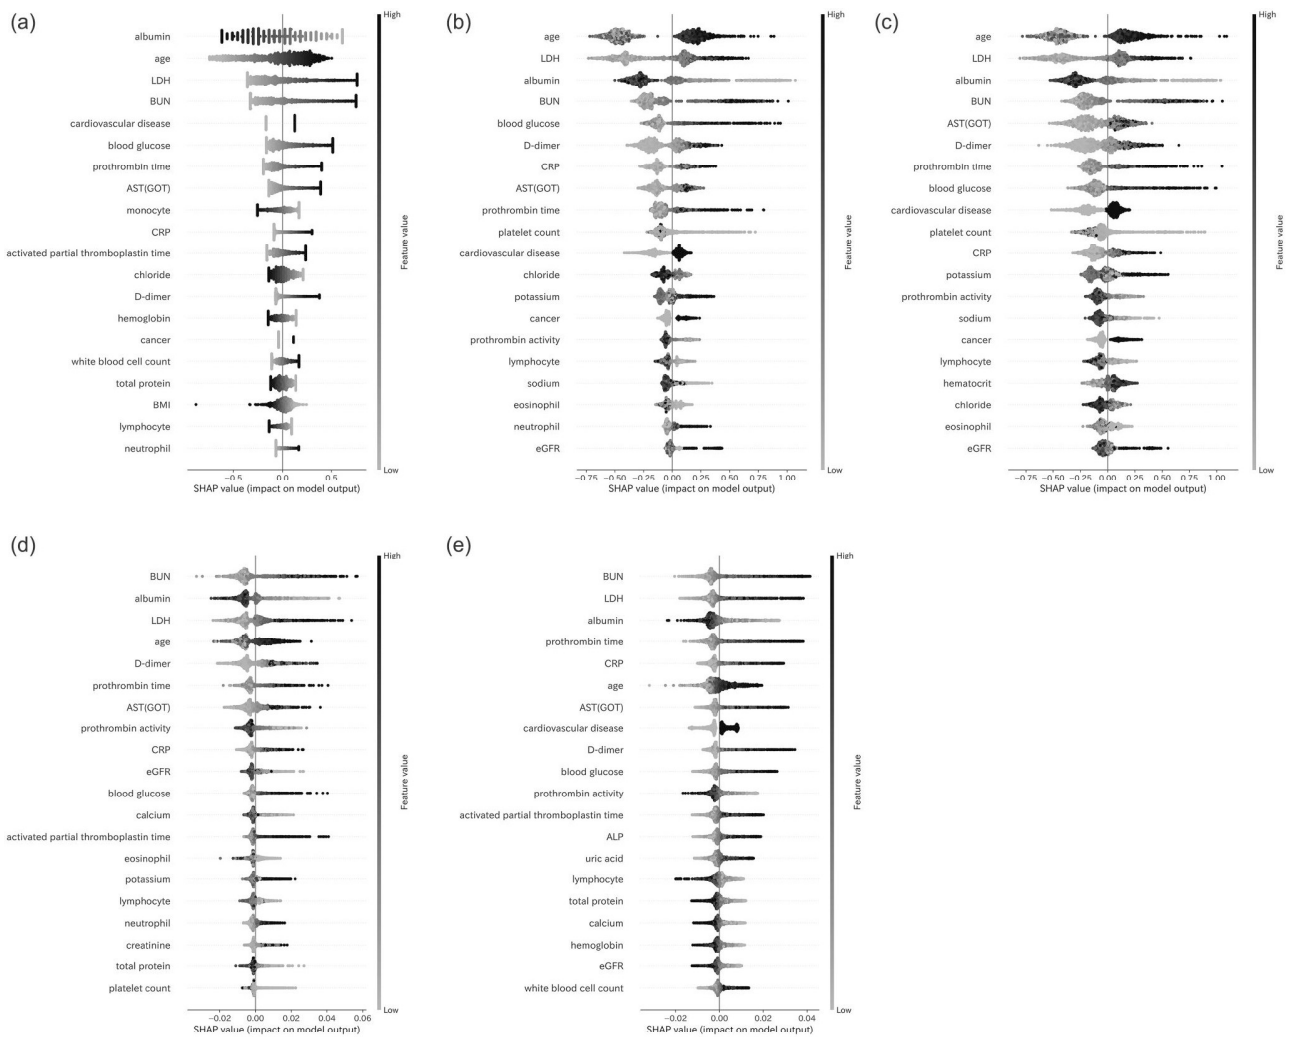 (a)
High
albumin
age
LDH
BUN
cardiovascular disease
blood glucose
prothrombin time
AST(GOT)
monocyte
CRP
activated partial thromboplastin time
chloride
D-dimer
hemoglobin
cancer
white blood cell count
total protein
BMI
lymphocyte
neutrophil
Feature value
Low
−0.5 0.0 0.5
SHAP value (impact on model output)
(b)
High
age
LDH
albumin
BUN
blood glucose
D-dimer
CRP
AST(GOT)
prothrombin time
platelet count
cardiovascular disease
chloride
potassium
cancer
prothrombin activity
lymphocyte
sodium
eosinophil
neutrophil
eGFR
Feature value
Low
−0.75 −0.50 −0.25 0.00 0.25 0.50 0.75 1.00
SHAP value (impact on model output)
(c)
High
age
LDH
albumin
BUN
AST(GOT)
D-dimer
prothrombin time
blood glucose
cardiovascular disease
platelet count
CRP
potassium
prothrombin activity
sodium
cancer
lymphocyte
hematocrit
chloride
eosinophil
eGFR
Feature value
Low
−0.75 −0.50 −0.25 0.00 0.25 0.50 0.75 1.00
SHAP value (impact on model output)
(d)
High
BUN
albumin
LDH
age
D-dimer
prothrombin time
AST(GOT)
prothrombin activity
CRP
eGFR
blood glucose
calcium
activated partial thromboplastin time
eosinophil
potassium
lymphocyte
neutrophil
creatinine
total protein
platelet count
Feature value
Low
−0.02 0.00 0.02 0.04 0.06
SHAP value (impact on model output)
(e)
High
BUN
LDH
albumin
prothrombin time
CRP
age
AST(GOT)
cardiovascular disease
D-dimer
blood glucose
prothrombin activity
activated partial thromboplastin time
ALP
uric acid
lymphocyte
total protein
calcium
hemoglobin
eGFR
white blood cell count
Feature value
Low
−0.02 0.00 0.02 0.04
SHAP value (impact on model output)